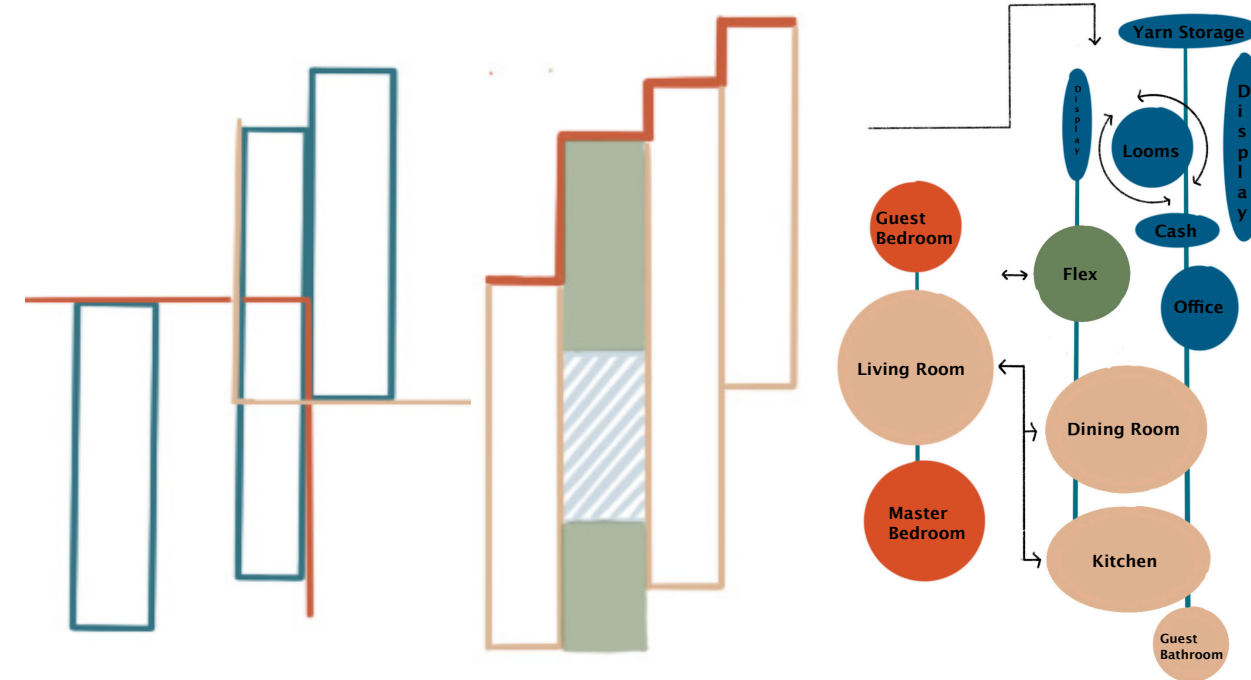 Yarn Storage
Display
Display
Looms
Guest
Bedroom
Cash
Flex
Office
Living Room
Dining Room
Master
Bedroom
Kitchen
Guest
Bathroom